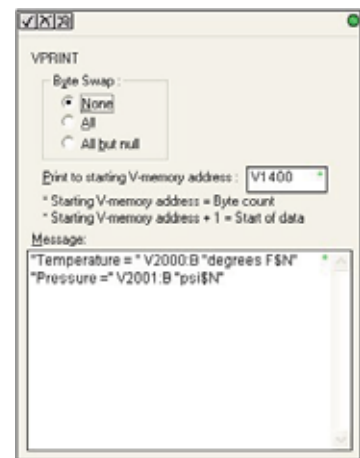 VPRINT
Byte Swap :
None
All
All but null
Print to starting V-memory address : V1400
* Starting V-memory address = Byte count
* Starting V-memory address + 1 = Start of data
Message:
"Temperature = " V2000:B "degrees F$N"
"Pressure =" V2001:B "psi$N"